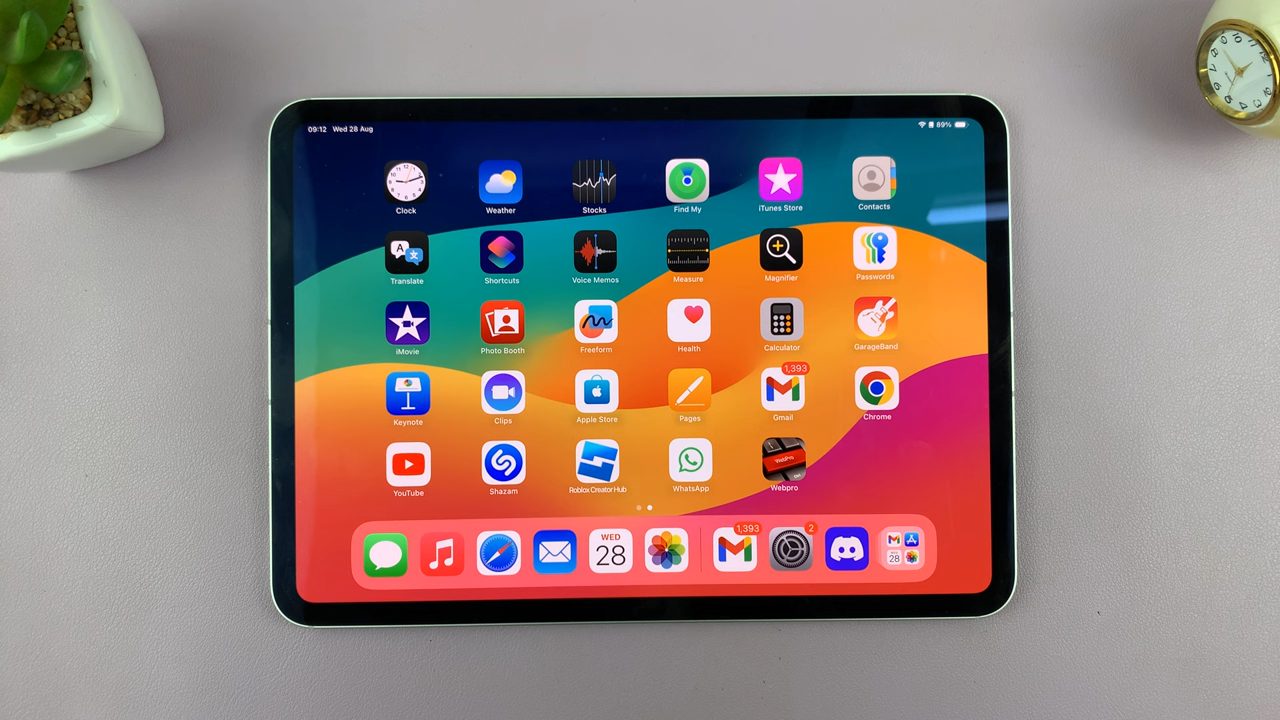 09:12 Wed 28 Aug
89%
Clock Weather Stocks Find My iTunes Store Contacts
Translate Shortcuts Voice Memos Measure Magnifier Passwords
iMovie Photo Booth Freeform Health Calculator GarageBand
1,393
Keynote Clips Apple Store Pages Gmail Chrome
WebPro
YouTube Shazam Roblox Creator Hub WhatsApp Webpro
WED
28
1,393
2
28